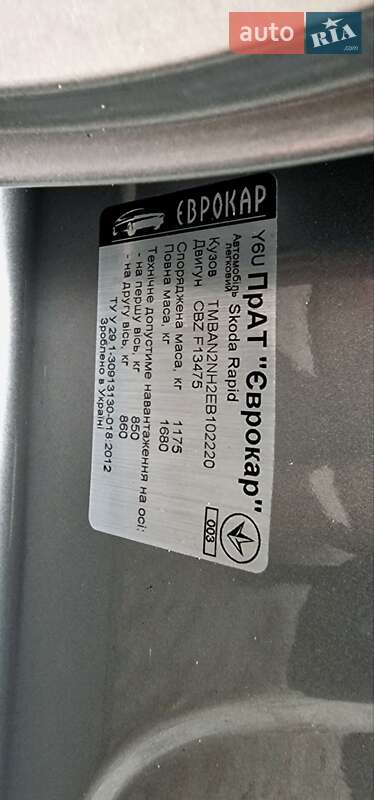 auto RIA
.com
ЄВРОКАР
Y6U ПрАТ "Єврокар"
Автомобіль легковий Skoda Rapid
Кузов TMBAN2NH2EB102220
Двигун CBZ F13475
003
Споряджена маса, кг 1175
Повна маса, кг 1680
Технічне допустиме навантаження на осі:
- на першу вісь, кг 850
- на другу вісь, кг 860
ТУ У 29.1-30913130-018:2012
Зроблено в Україні